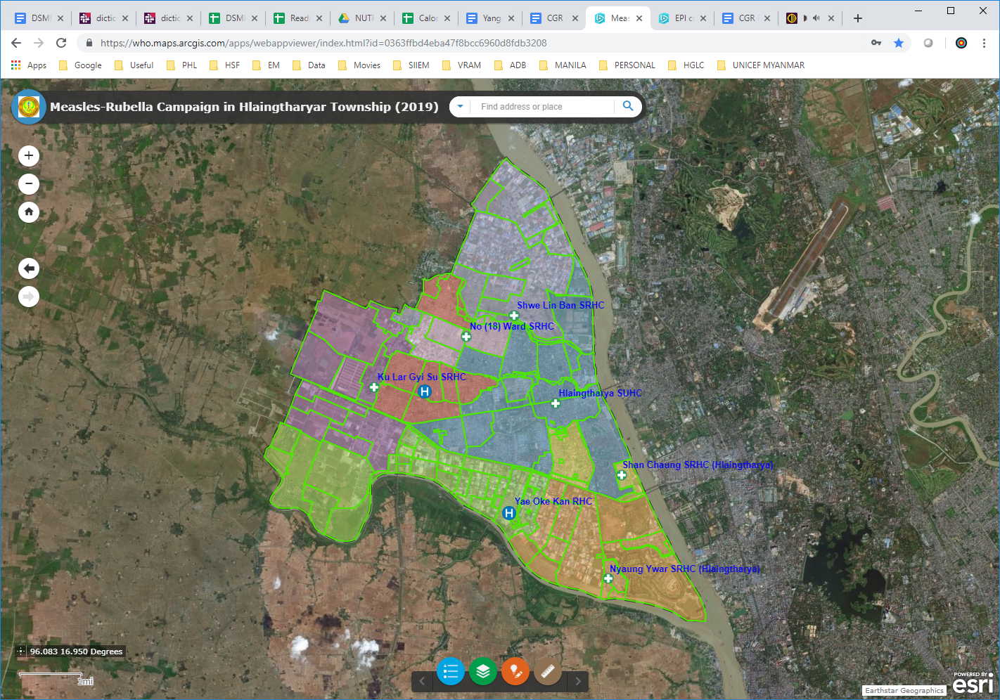 DSMI
dictic
dictic
DSMI
Readi
NUTF
Calor
Yang
CGR
Meas
EPI c
CGR
https://who.maps.arcgis.com/apps/webappviewer/index.html?id=0363ffbd4eba47f8bcc6960d8fdb3208
Apps Google Useful PHL HSF EM Data Movies SIIEM VRAM ADB MANILA PERSONAL HGLC UNICEF MYANMAR
Measles-Rubella Campaign in Hlaingtharyar Township (2019)
Find address or place
Shwe Lin Ban SRHC
No (18) Ward SRHC
Ku Lar Gyi Su SRHC
H
Hlaingtharya SUHC
Shan Chaung SRHC (Hlaingtharya)
Yae Oke Kan RHC
H
Nyaung Ywar SRHC (Hlaingtharya)
96.083 16.950 Degrees
1mi
POWERED BY
esri
Earthstar Geographics